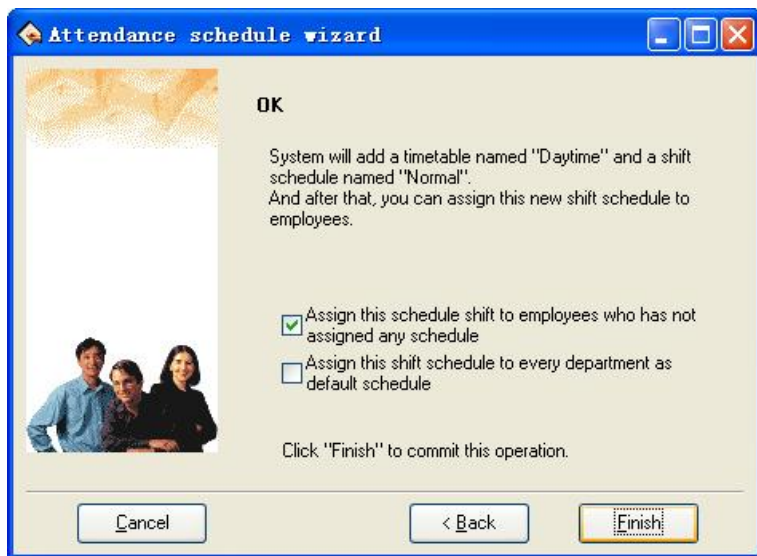 Attendance schedule wizard
OK
System will add a timetable named "Daytime" and a shift
schedule named "Normal".
And after that, you can assign this new shift schedule to
employees.
Assign this schedule shift to employees who has not
assigned any schedule
Assign this shift schedule to every department as
default schedule
Click "Finish" to commit this operation.
Cancel
< Back
Finish